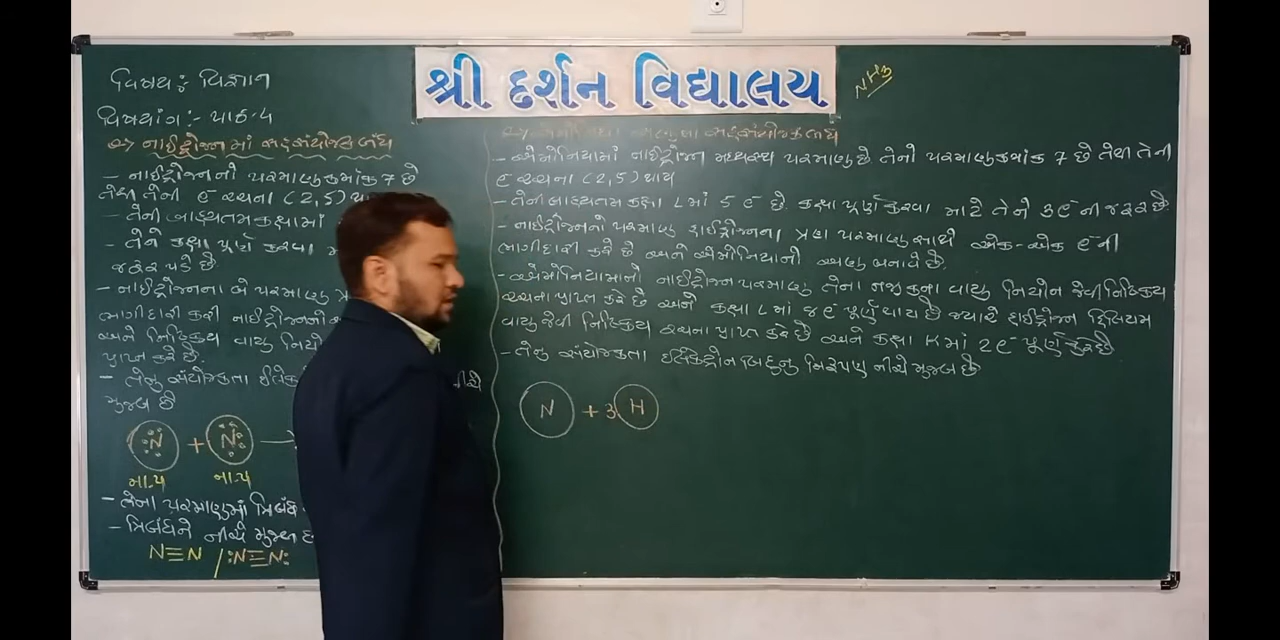 શ્રી દર્શન વિદ્યાલય
NH3
વિષય: વિજ્ઞાન
વિષયાંગ:- પાઠ-4
નાઈટ્રોજનમાં સહસંયોજક બંધ
- નાઈટ્રોજનનો પરમાણુક્રમાંક 7 છે
તેથી તેની e⁻ રચના (2,5) થાય
- તેની બાહ્યતમ કક્ષામાં
- તેને કક્ષા પૂર્ણ કરવા
જરૂર પડે છે
- નાઈટ્રોજનના બે પરમાણુ
ભાગીદારી કરી નાઈટ્રોજનનો
અને નિષ્ક્રિય વાયુ
પ્રાપ્ત કરે છે.
- તેનુ સંયોજકતા નીચે
મુજબ છે
N + N
ના.પ ના.પ
- તેના પરમાણુમાં ત્રિબંધ
- ત્રિબંધને નીચે મુજબ
N≡N / :N≡N:
- એમોનિયામાં નાઈટ્રોજન મધ્યસ્થ પરમાણુ છે. તેનો પરમાણુક્રમાંક 7 છે તેથી તેની
e⁻ રચના (2,5) થાય
- તેની બાહ્યતમ કક્ષા L માં 5 e⁻ છે. કક્ષા પૂર્ણ કરવા માટે તેને 3 e⁻ ની જરૂર છે.
- નાઈટ્રોજનનો પરમાણુ હાઈડ્રોજનના ત્રણ પરમાણુ સાથે એક-એક e⁻ ની
ભાગીદારી કરે છે અને એમોનિયાનો અણુ બનાવે છે.
- એમોનિયામાનો નાઈટ્રોજન પરમાણુ તેના નજીકના વાયુ નિયોન જેવી નિષ્ક્રિય
રચના પ્રાપ્ત કરે છે અને કક્ષા L માં 8 e⁻ પૂર્ણ થાય છે જ્યારે હાઈડ્રોજન હિલિયમ
વાયુ જેવી નિષ્ક્રિય રચના પ્રાપ્ત કરે છે અને કક્ષા K માં 2 e⁻ પૂર્ણ કરે છે.
- તેનુ સંયોજકતા ઈલેક્ટ્રોન બિંદુનુ નિરૂપણ નીચે મુજબ છે
N + 3 H